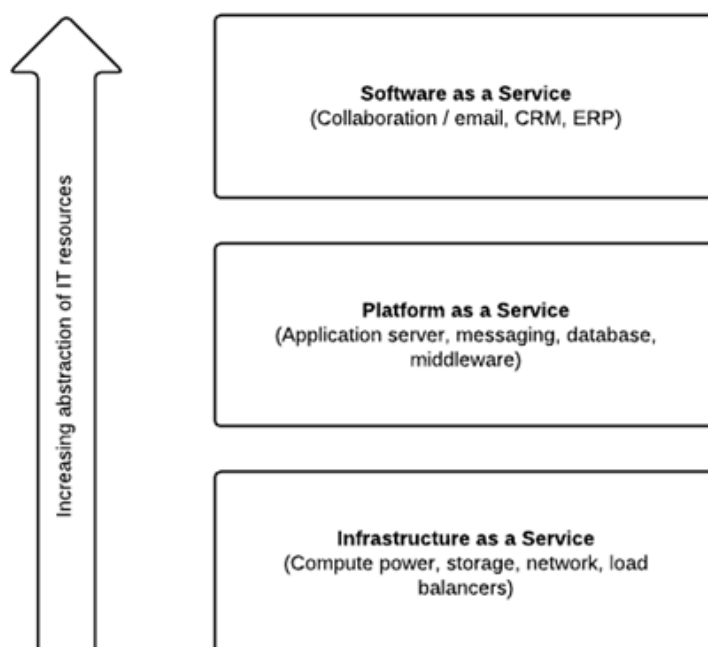 Software as a Service
(Collaboration / email, CRM, ERP)
Increasing abstraction of IT resources
Platform as a Service
(Application server, messaging, database,
middleware)
Infrastructure as a Service
(Compute power, storage, network, load
balancers)